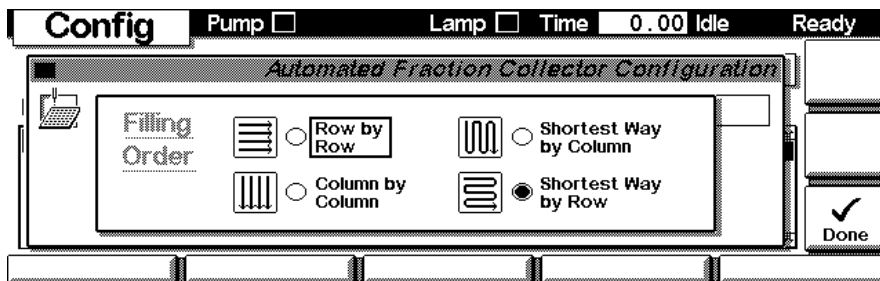 Config Pump Lamp Time 0.00 Idle Ready
Automated Fraction Collector Configuration
Filling
Order
Row by
Row
Shortest Way
by Column
Column by
Column
Shortest Way
by Row
Done